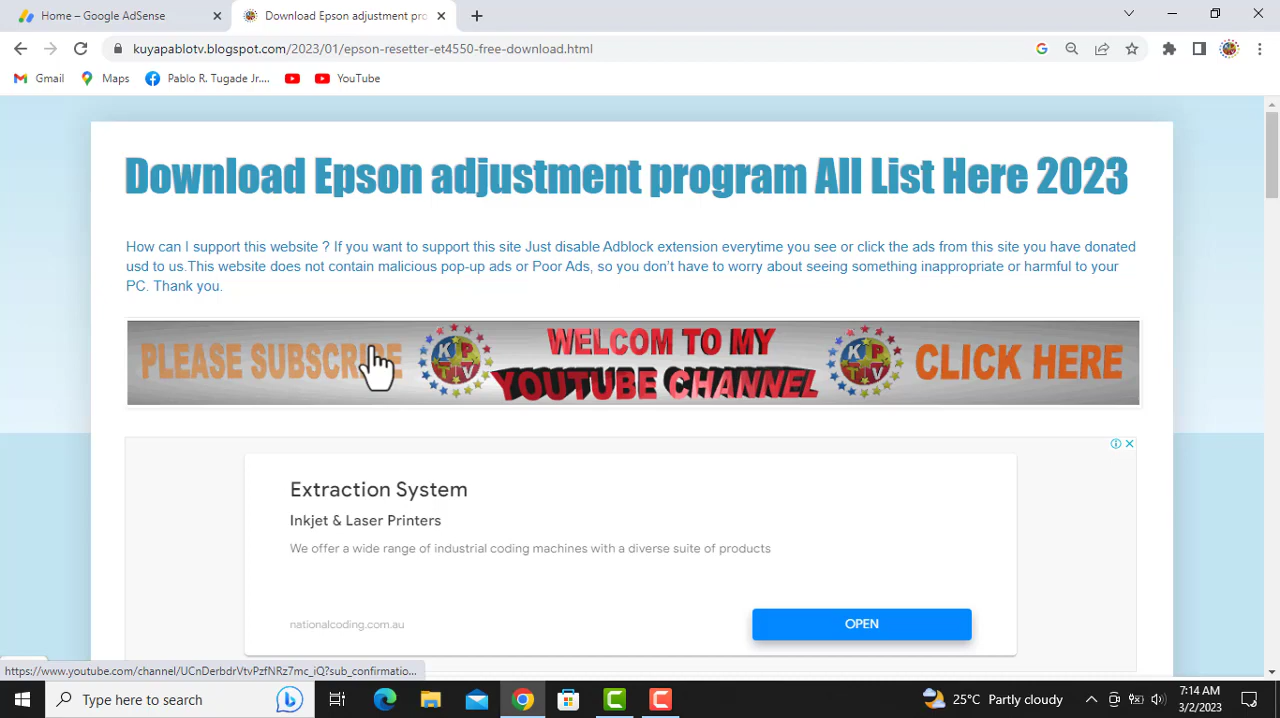 Home – Google AdSense
Download Epson adjustment pro
kuyapablotv.blogspot.com/2023/01/epson-resetter-et4550-free-download.html
Gmail
Maps
Pablo R. Tugade Jr....
YouTube
Download Epson adjustment program All List Here 2023
How can I support this website ? If you want to support this site Just disable Adblock extension everytime you see or click the ads from this site you have donated
usd to us.This website does not contain malicious pop-up ads or Poor Ads, so you don't have to worry about seeing something inappropriate or harmful to your
PC. Thank you.
PLEASE SUBSCRIBE
K P
T V
WELCOM TO MY
YOUTUBE CHANNEL
K P
T V
CLICK HERE
Extraction System
Inkjet & Laser Printers
We offer a wide range of industrial coding machines with a diverse suite of products
nationalcoding.com.au
OPEN
https://www.youtube.com/channel/UCnDerbdrVtvPzfNRz7mc_iQ?sub_confirmatio...
Type here to search
25°C Partly cloudy
7:14 AM
3/2/2023